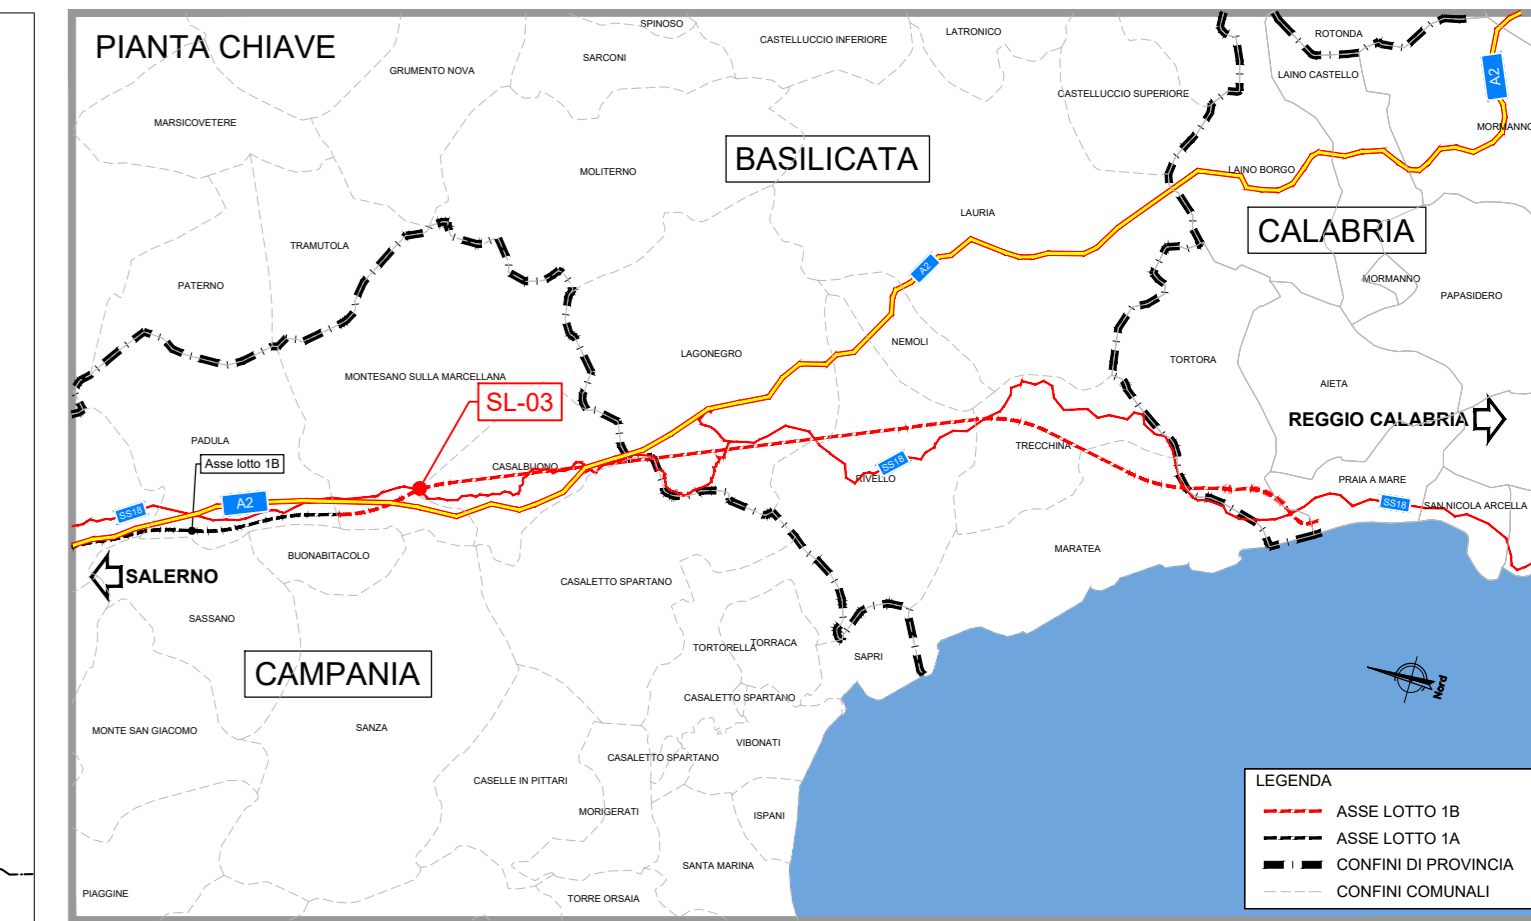 PIANTA CHIAVE
SPINOSO
CASTELLUCCIO INFERIORE
LATRONICO
ROTONDA
SARCONI
GRUMENTO NOVA
LAINO CASTELLO
A2
CASTELLUCCIO SUPERIORE
MARSICOVETERE
MORMANNO
BASILICATA
MOLITERNO
LAINO BORGO
LAURIA
CALABRIA
TRAMUTOLA
A2
MORMANNO
PATERNO
PAPASIDERO
NEMOLI
LAGONEGRO
TORTORA
MONTESANO SULLA MARCELLANA
AIETA
SL-03
REGGIO CALABRIA
PADULA
TRECCHINA
Asse lotto 1B
CASALBUONO
SS18
RIVELLO
PRAIA A MARE
A2
SS18
SAN NICOLA ARCELLA
SS18
BUONABITACOLO
MARATEA
SALERNO
CASALETTO SPARTANO
SASSANO
TORRACA
TORTORELLA
SAPRI
CAMPANIA
CASALETTO SPARTANO
Nord
MONTE SAN GIACOMO
SANZA
VIBONATI
CASALETTO SPARTANO
CASELLE IN PITTARI
LEGENDA
MORIGERATI
ISPANI
ASSE LOTTO 1B
ASSE LOTTO 1A
SANTA MARINA
CONFINI DI PROVINCIA
PIAGGINE
CONFINI COMUNALI
TORRE ORSAIA